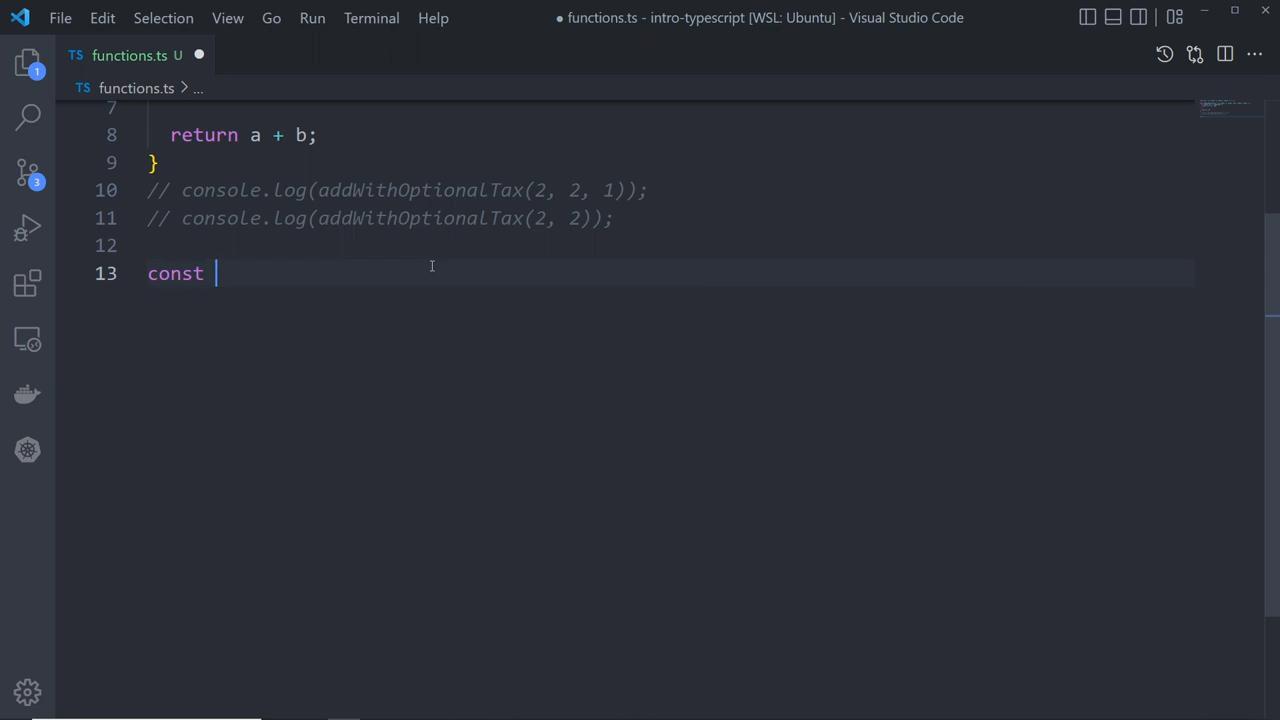 File Edit Selection View Go Run Terminal Help ● functions.ts - intro-typescript [WSL: Ubuntu] - Visual Studio Code
TS functions.ts U ●
TS functions.ts > ...
7
8 return a + b;
9 }
10 // console.log(addWithOptionalTax(2, 2, 1));
11 // console.log(addWithOptionalTax(2, 2));
12
13 const
1
3